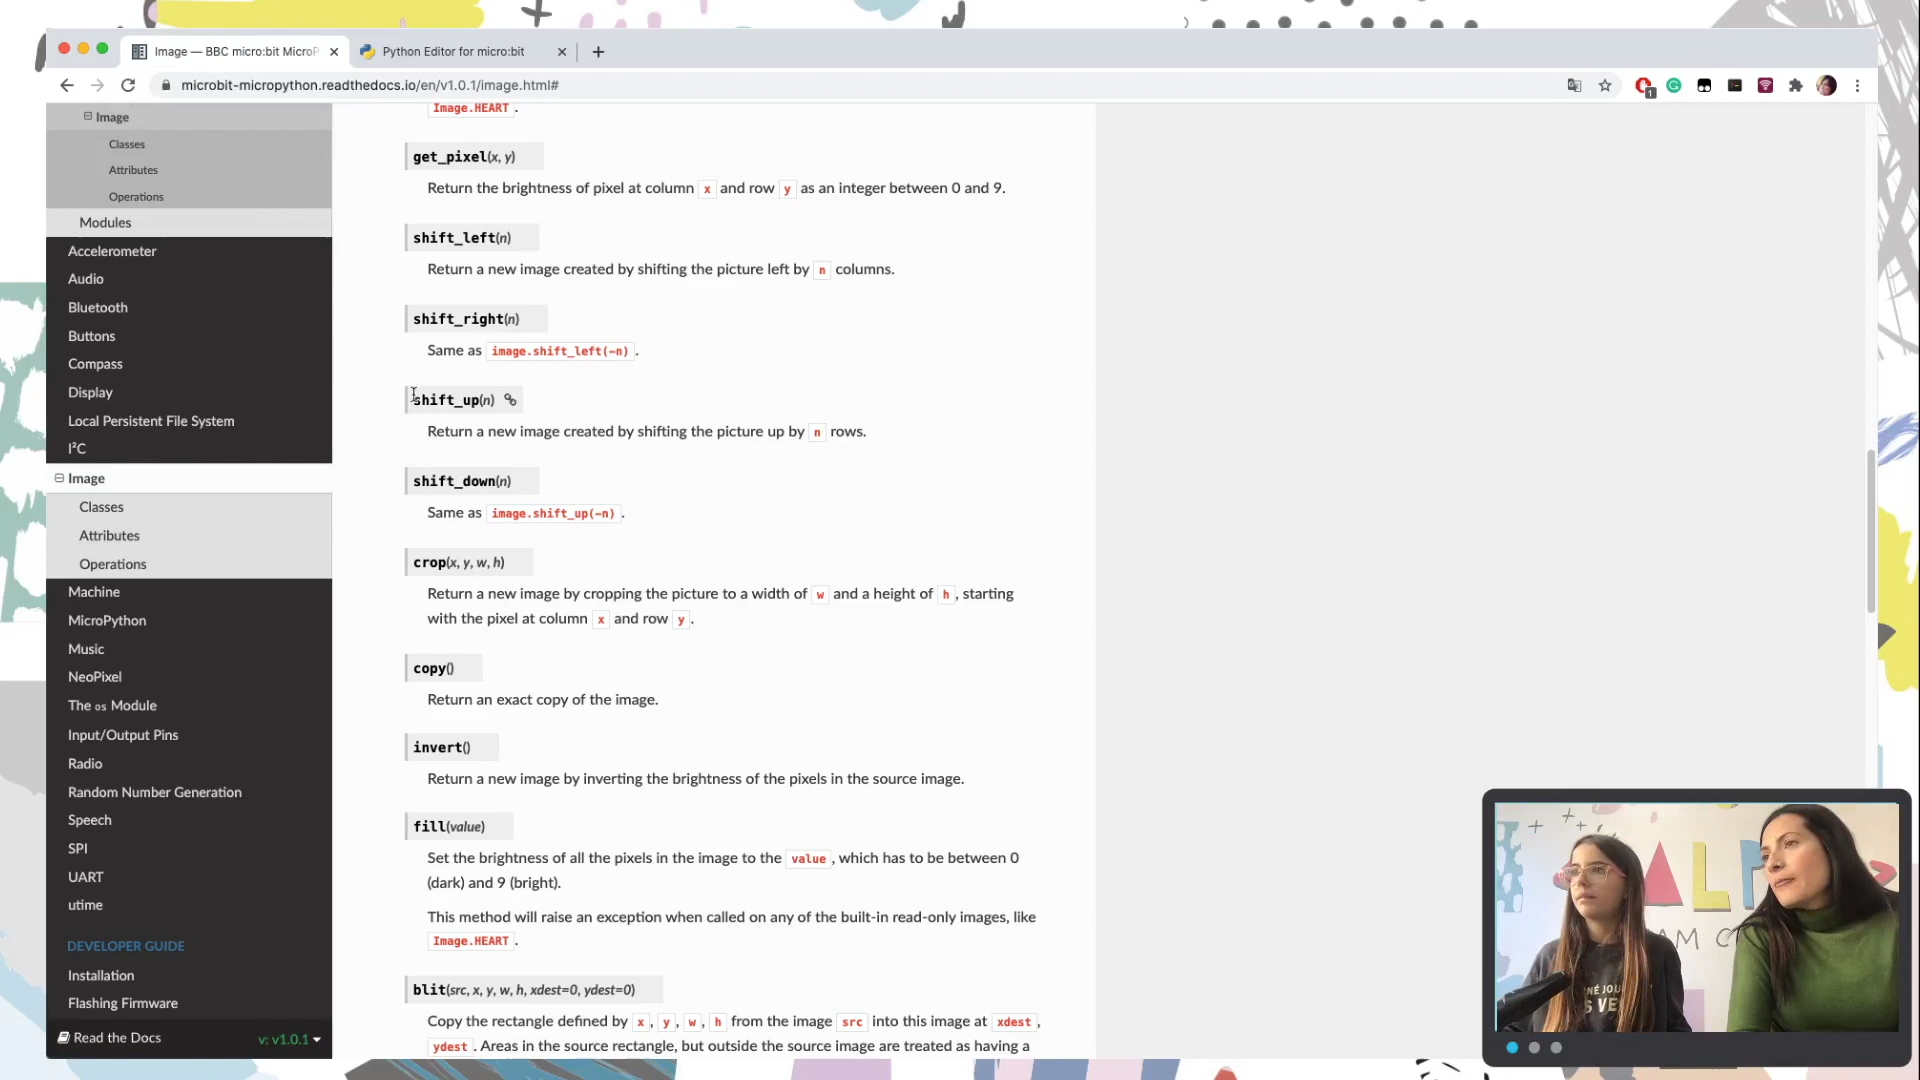 Image — BBC micro:bit MicroP
Python Editor for micro:bit
microbit-micropython.readthedocs.io/en/v1.0.1/image.html#
1
Image
Classes
Attributes
Operations
Modules
Accelerometer
Audio
Bluetooth
Buttons
Compass
Display
Local Persistent File System
I²C
Image
Classes
Attributes
Operations
Machine
MicroPython
Music
NeoPixel
The os Module
Input/Output Pins
Radio
Random Number Generation
Speech
SPI
UART
utime
DEVELOPER GUIDE
Installation
Flashing Firmware
Read the Docs
v: v1.0.1
Image.HEART .
get_pixel(x, y)
Return the brightness of pixel at column x and row y as an integer between 0 and 9.
shift_left(n)
Return a new image created by shifting the picture left by n columns.
shift_right(n)
Same as image.shift_left(-n) .
shift_up(n)
Return a new image created by shifting the picture up by n rows.
shift_down(n)
Same as image.shift_up(-n) .
crop(x, y, w, h)
Return a new image by cropping the picture to a width of w and a height of h , starting
with the pixel at column x and row y .
copy()
Return an exact copy of the image.
invert()
Return a new image by inverting the brightness of the pixels in the source image.
fill(value)
Set the brightness of all the pixels in the image to the value , which has to be between 0
(dark) and 9 (bright).
This method will raise an exception when called on any of the built-in read-only images, like
Image.HEART .
blit(src, x, y, w, h, xdest=0, ydest=0)
Copy the rectangle defined by x , y , w , h from the image src into this image at xdest ,
ydest . Areas in the source rectangle, but outside the source image are treated as having a